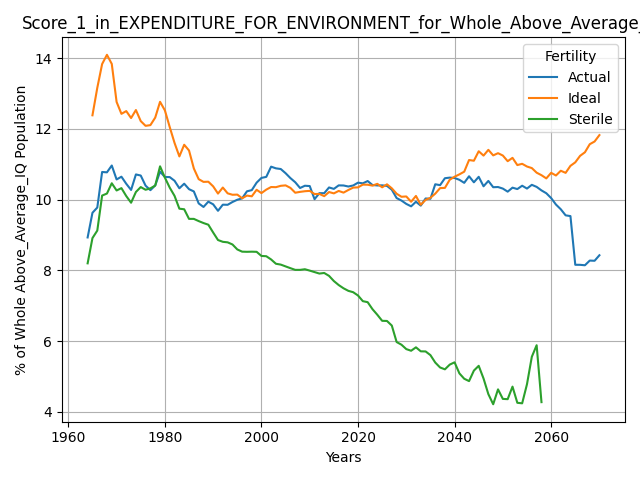 Score_1_in_EXPENDITURE_FOR_ENVIRONMENT_for_Whole_Above_Average_
Fertility
Actual
Ideal
Sterile
% of Whole Above_Average_IQ Population
14
12
10
8
6
4
1960 1980 2000 2020 2040 2060
Years